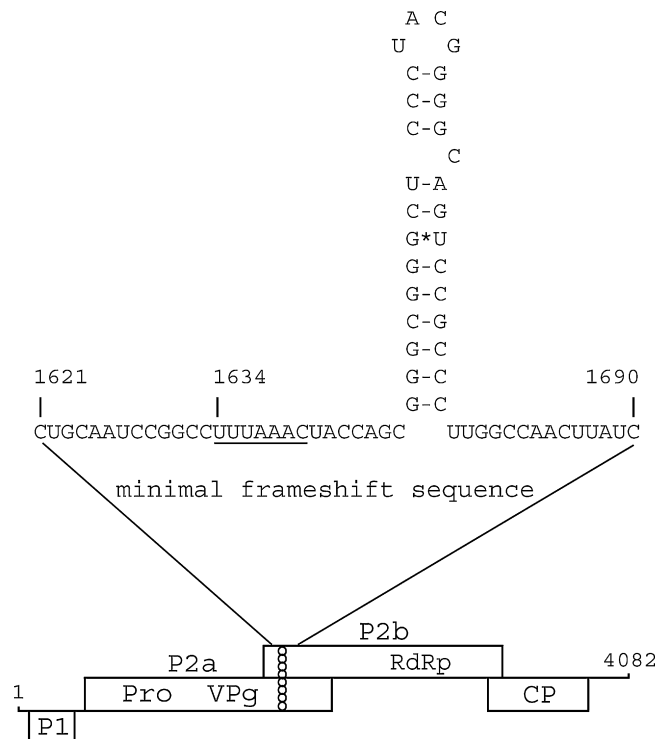 A C
U G
C-G
C-G
C-G
C
U-A
C-G
G*U
G-C
G-C
C-G
G-C
G-C
G-C
1621 1634 1690
CUGCAAUCCGGCCUUUAAACUACCAGC UUGGCCAACUUAUC
minimal frameshift sequence
P2b
P2a RdRp 4082
1 Pro VPg CP
P1